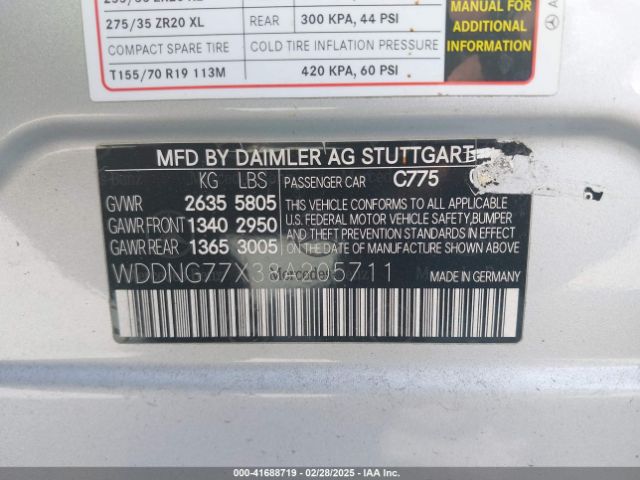 275/35 ZR20 XL REAR 300 KPA, 44 PSI
MANUAL FOR
ADDITIONAL
INFORMATION
COMPACT SPARE TIRE COLD TIRE INFLATION PRESSURE
T155/70 R19 113M 420 KPA, 60 PSI
MFD BY DAIMLER AG STUTTGART
KG LBS PASSENGER CAR C775
GVWR 2635 5805
GAWR FRONT 1340 2950
GAWR REAR 1365 3005
THIS VEHICLE CONFORMS TO ALL APPLICABLE
U.S. FEDERAL MOTOR VEHICLE SAFETY,BUMPER
AND THEFT PREVENTION STANDARDS IN EFFECT
ON THE DATE OF MANUFACTURE SHOWN ABOVE
WDDNG77X38A205711 MADE IN GERMANY
000-41688719 - 02/28/2025 - IAAI, Inc.